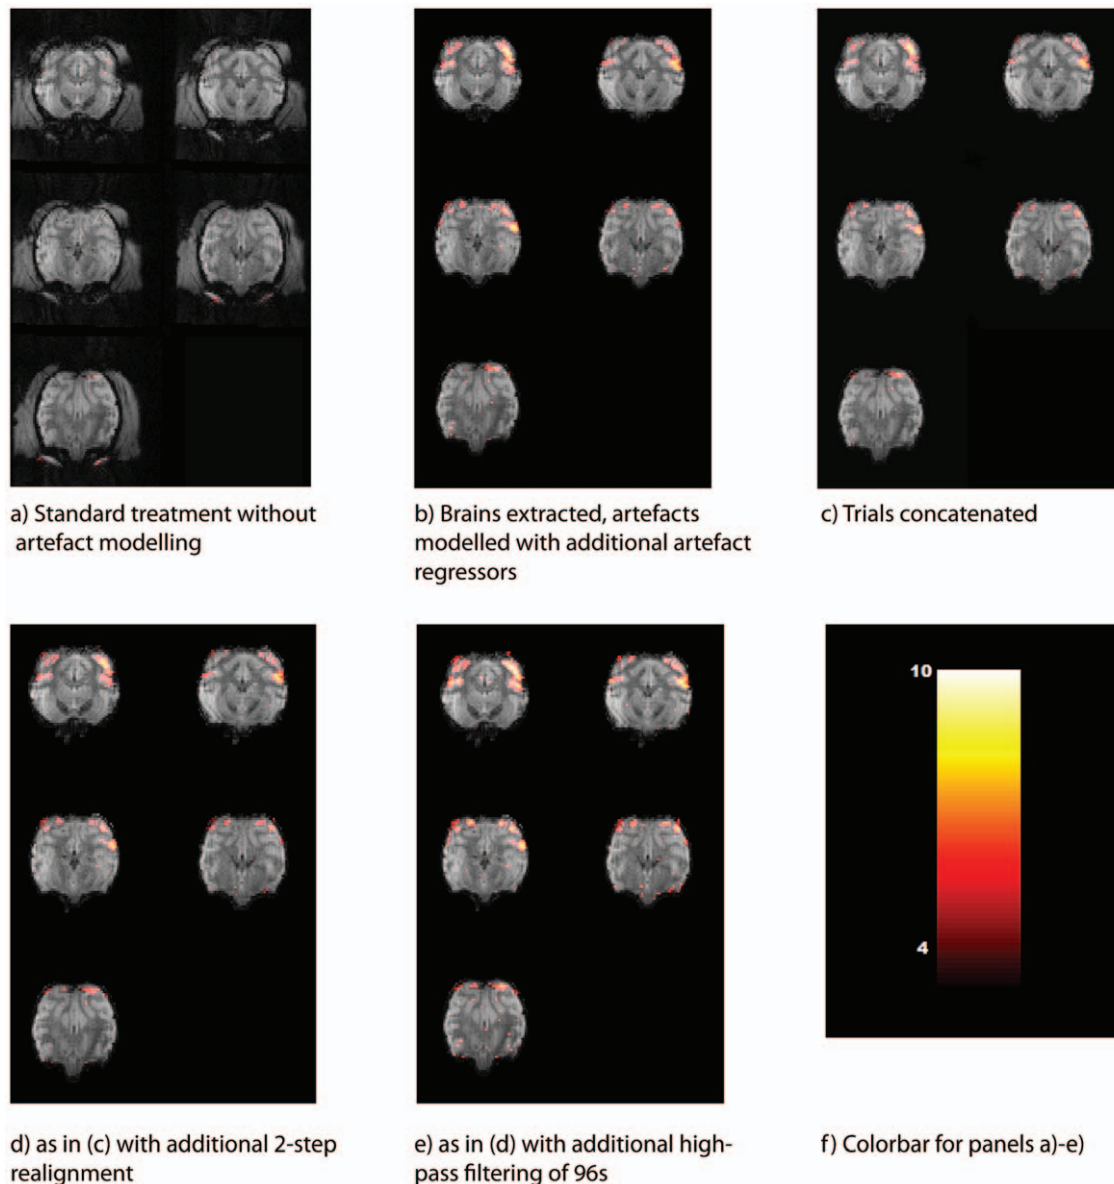 a) Standard treatment without
artefact modelling
b) Brains extracted, artefacts
modelled with additional artefact
regressors
c) Trials concatenated
10
4
d) as in (c) with additional 2-step
realignment
e) as in (d) with additional high-
pass filtering of 96s
f) Colorbar for panels a)-e)